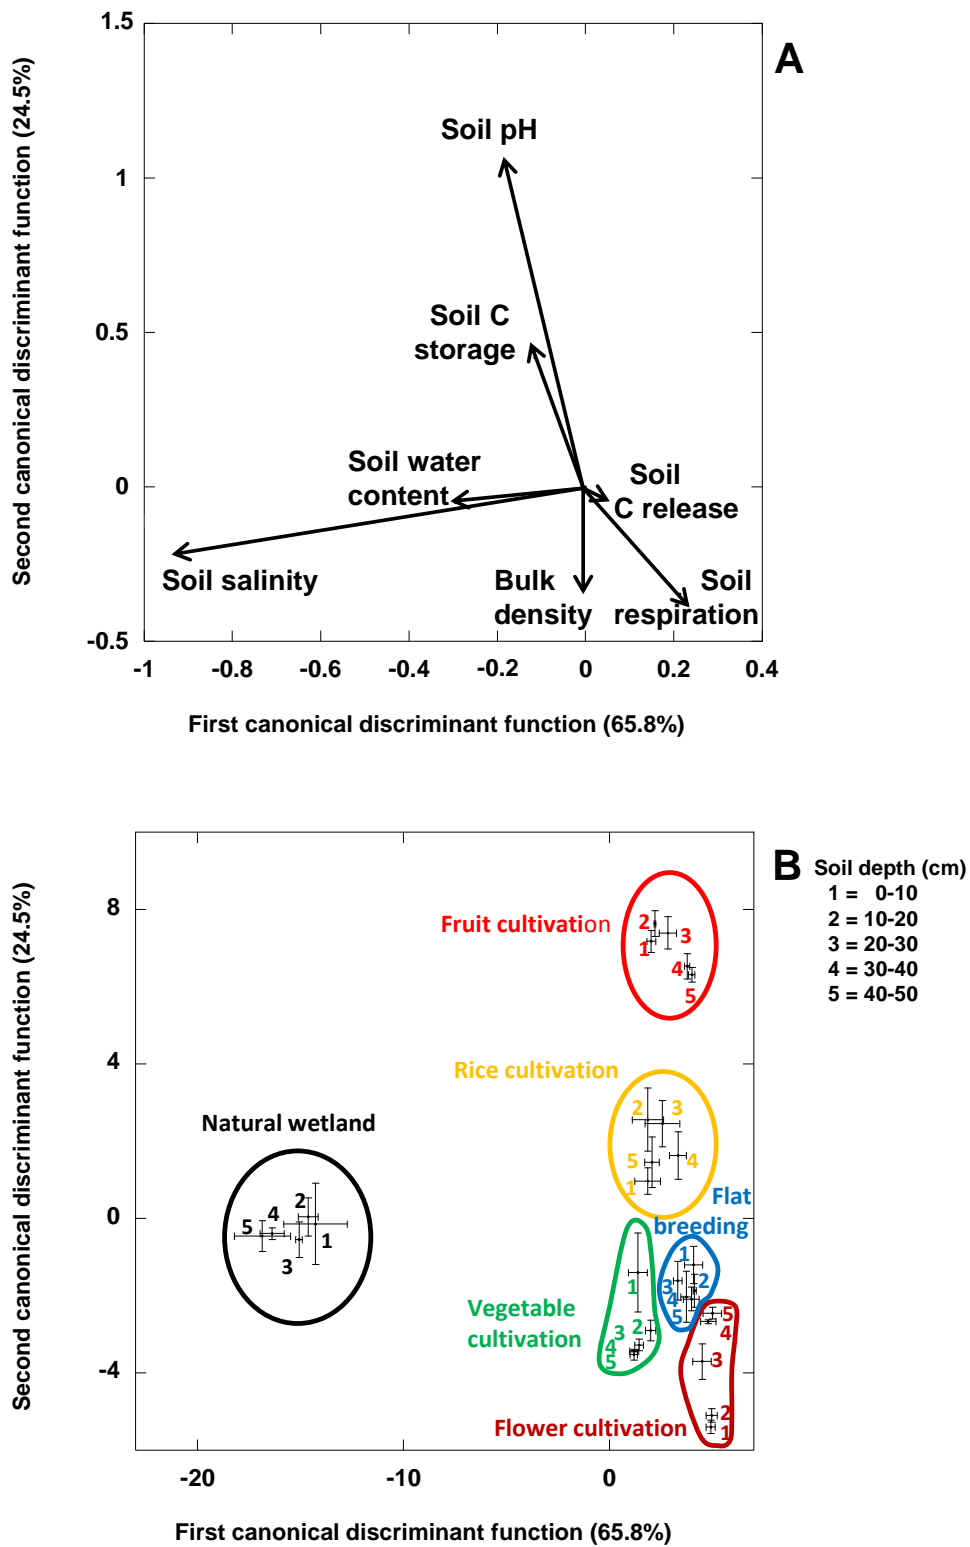 1.5
A
Second canonical discriminant function (24.5%)
Soil pH
1
Soil C
storage
0.5
Soil water
content
Soil
C release
0
Soil salinity
Bulk
density
Soil
respiration
-0.5
-1
-0.8
-0.6
-0.4
-0.2
0
0.2
0.4
First canonical discriminant function (65.8%)
B
Soil depth (cm)
1 = 0-10
2 = 10-20
3 = 20-30
4 = 30-40
5 = 40-50
Second canonical discriminant function (24.5%)
8
4
0
-4
Fruit cultivation
2
3
1
4
5
Rice cultivation
2
3
5
4
1
Natural wetland
2
4
5
1
3
Flat
breeding
1
2
3
4
5
Vegetable
cultivation
1
2
3
4
5
Flower cultivation
5
4
3
2
1
-20
-10
0
First canonical discriminant function (65.8%)